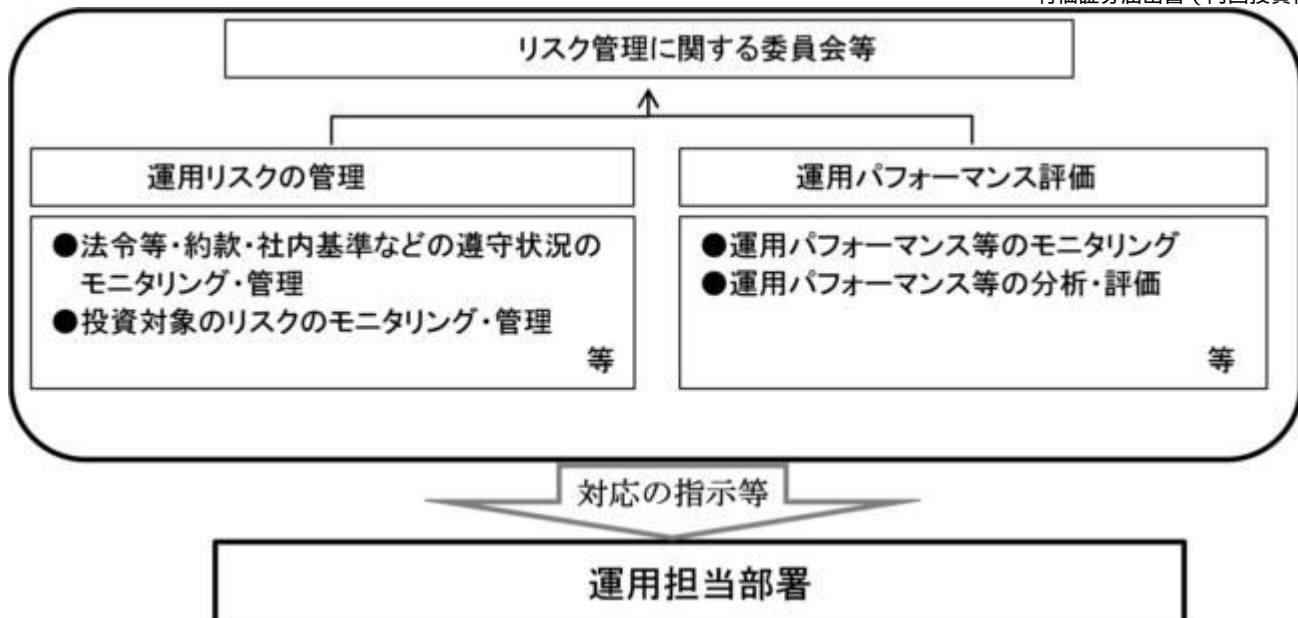 リスク管理に関する委員会等
運用リスクの管理
●法令等・約款・社内基準などの遵守状況の
モニタリング・管理
●投資対象のリスクのモニタリング・管理
等
運用パフォーマンス評価
●運用パフォーマンス等のモニタリング
●運用パフォーマンス等の分析・評価
等
対応の指示等
運用担当部署